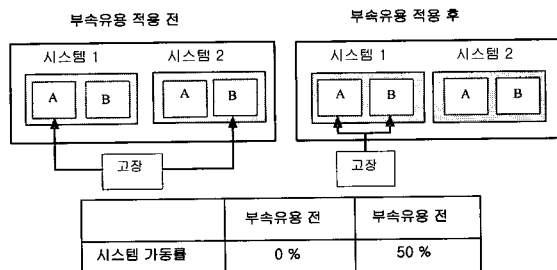 부속유용 적용 전
부속유용 적용 후
시스템 1
시스템 2
시스템 1
시스템 2
A
B
A
B
A
B
A
B
고장
고장
부속유용 전
부속유용 전
시스템 가동률
0 %
50 %